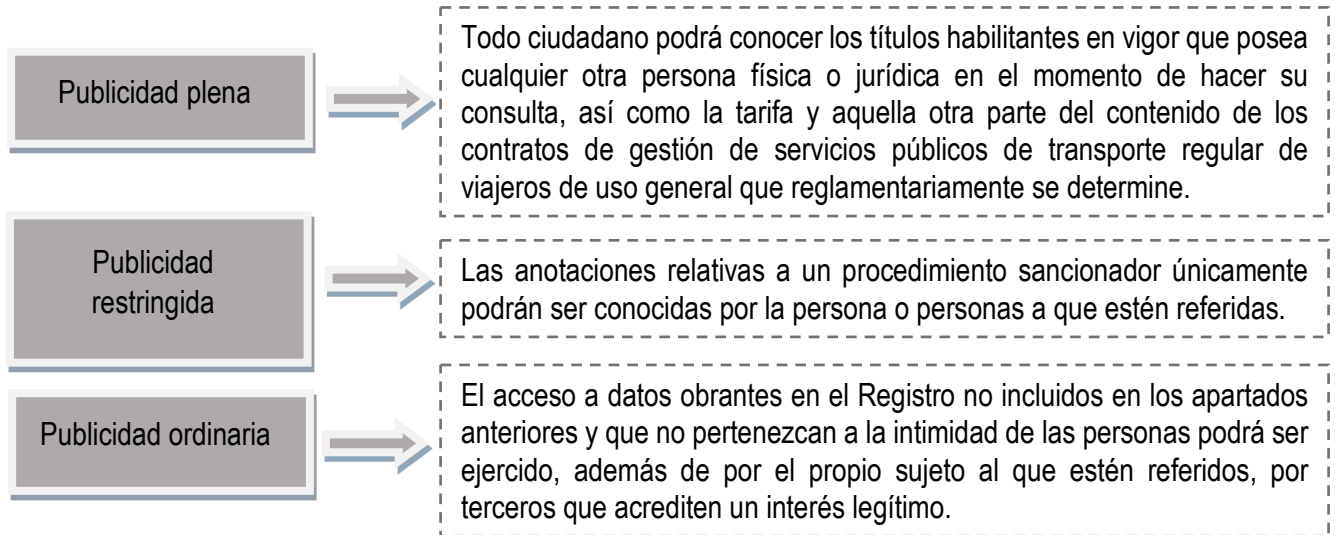 Publicidad plena
Todo ciudadano podrá conocer los títulos habilitantes en vigor que posea
cualquier otra persona física o jurídica en el momento de hacer su
consulta, así como la tarifa y aquella otra parte del contenido de los
contratos de gestión de servicios públicos de transporte regular de
viajeros de uso general que reglamentariamente se determine.
Publicidad
restringida
Las anotaciones relativas a un procedimiento sancionador únicamente
podrán ser conocidas por la persona o personas a que estén referidas.
Publicidad ordinaria
El acceso a datos obrantes en el Registro no incluidos en los apartados
anteriores y que no pertenezcan a la intimidad de las personas podrá ser
ejercido, además de por el propio sujeto al que estén referidos, por
terceros que acrediten un interés legítimo.